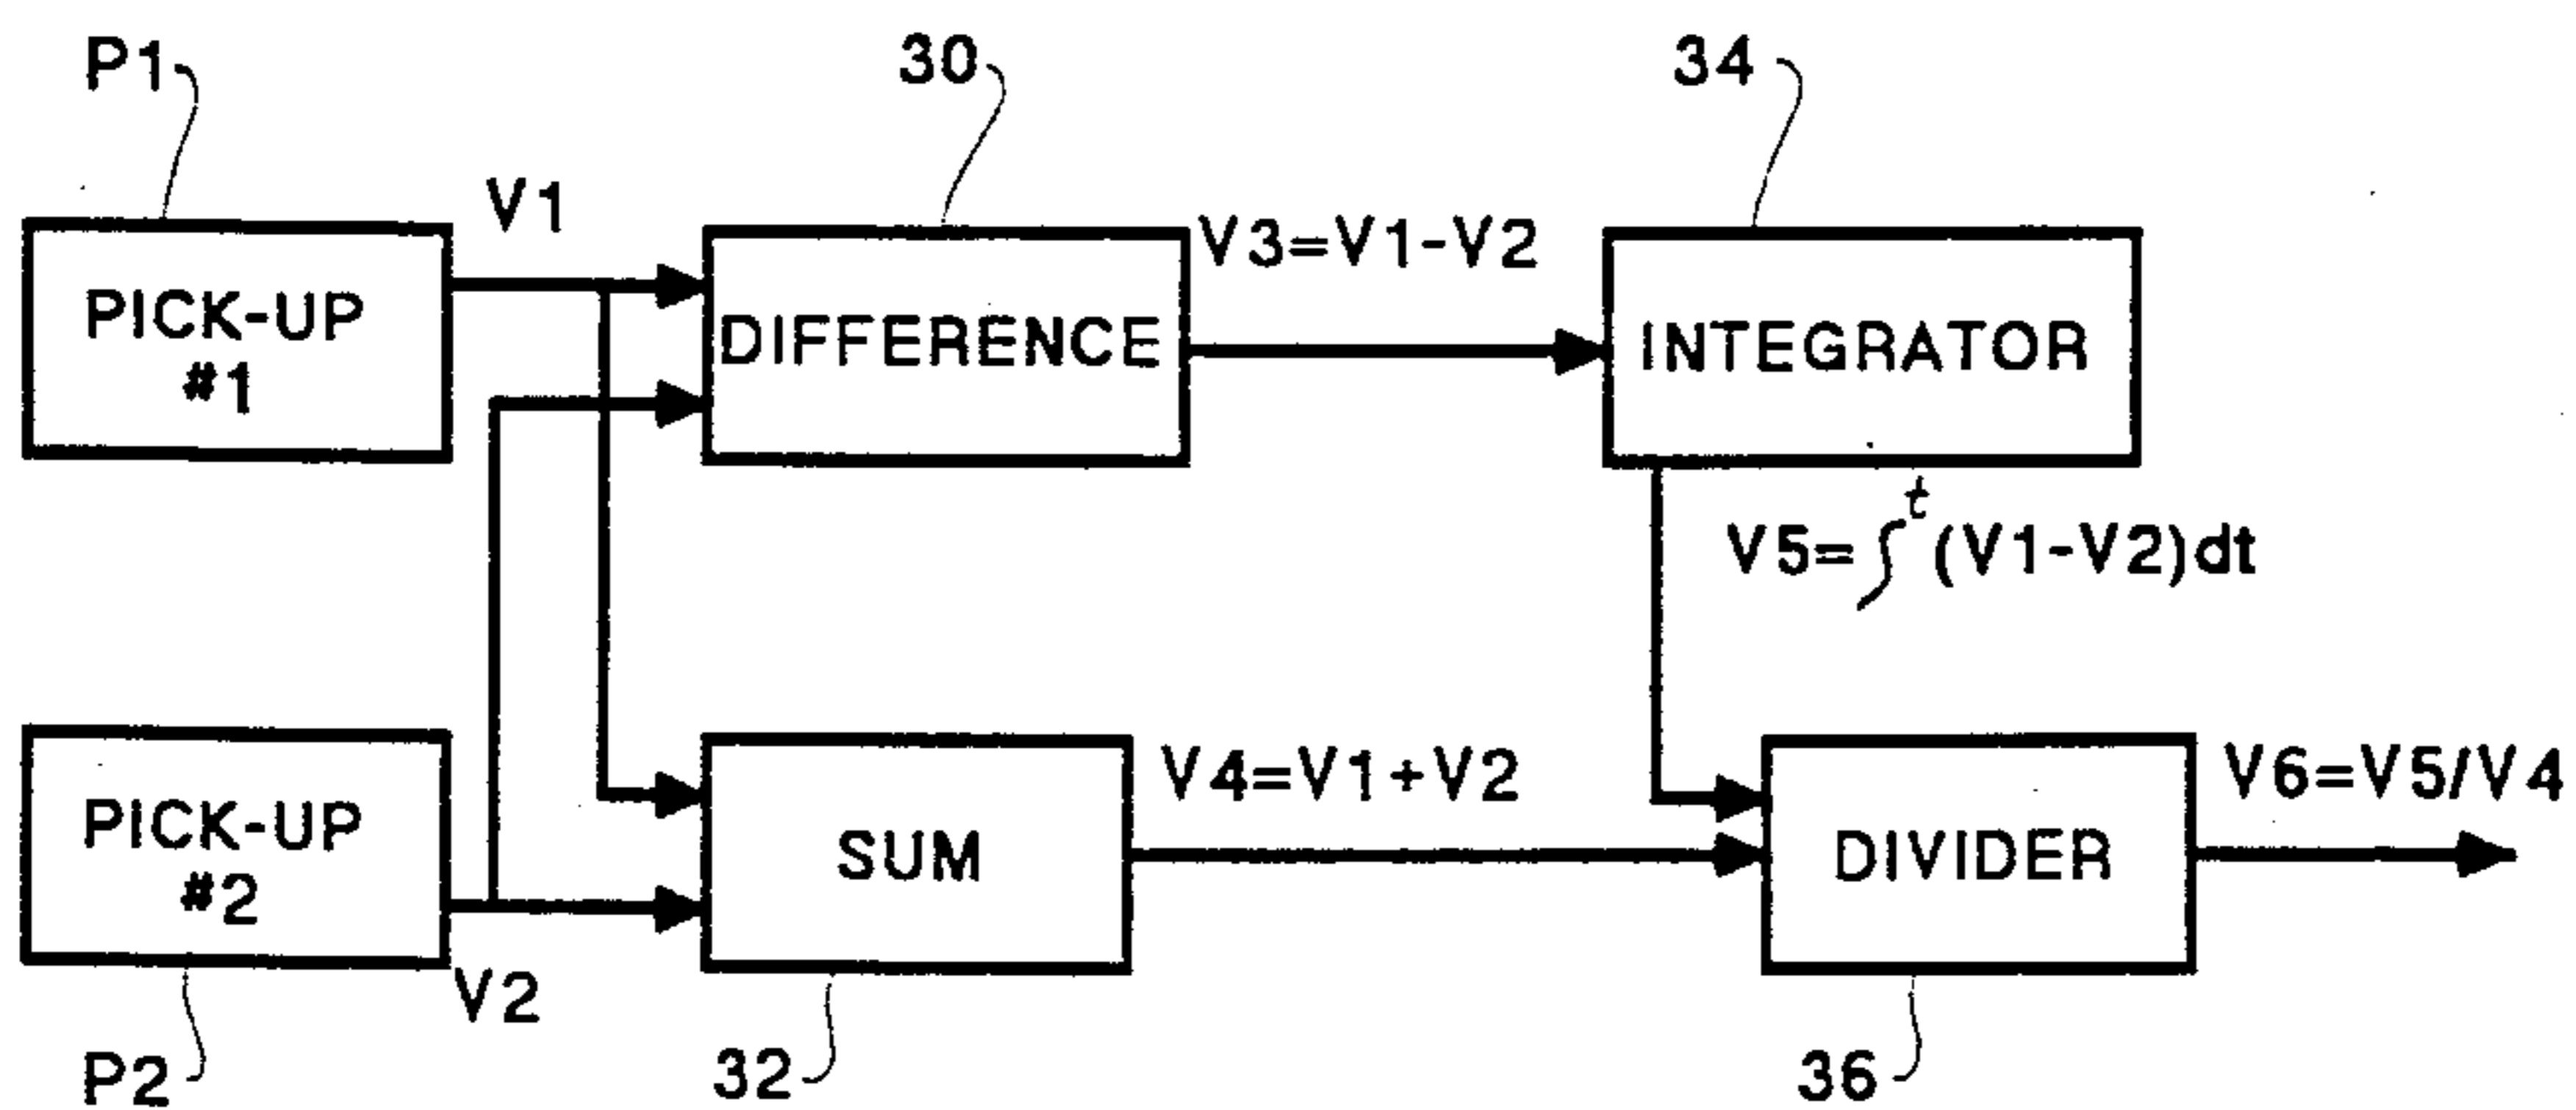 P1
30
34
V1
V3=V1-V2
PICK-UP
#1
DIFFERENCE
INTEGRATOR
V5=∫ᵗ(V1-V2)dt
V4=V1+V2
V6=V5/V4
PICK-UP
#2
SUM
DIVIDER
V2
P2
32
36